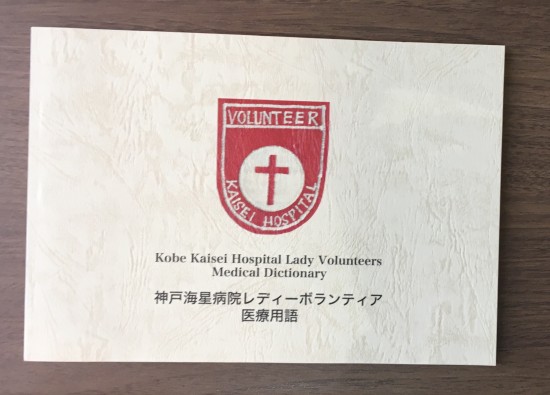 VOLUNTEER
KAISEI HOSPITAL
Kobe Kaisei Hospital Lady Volunteers
Medical Dictionary
神戸海星病院レディーボランティア
医療用語